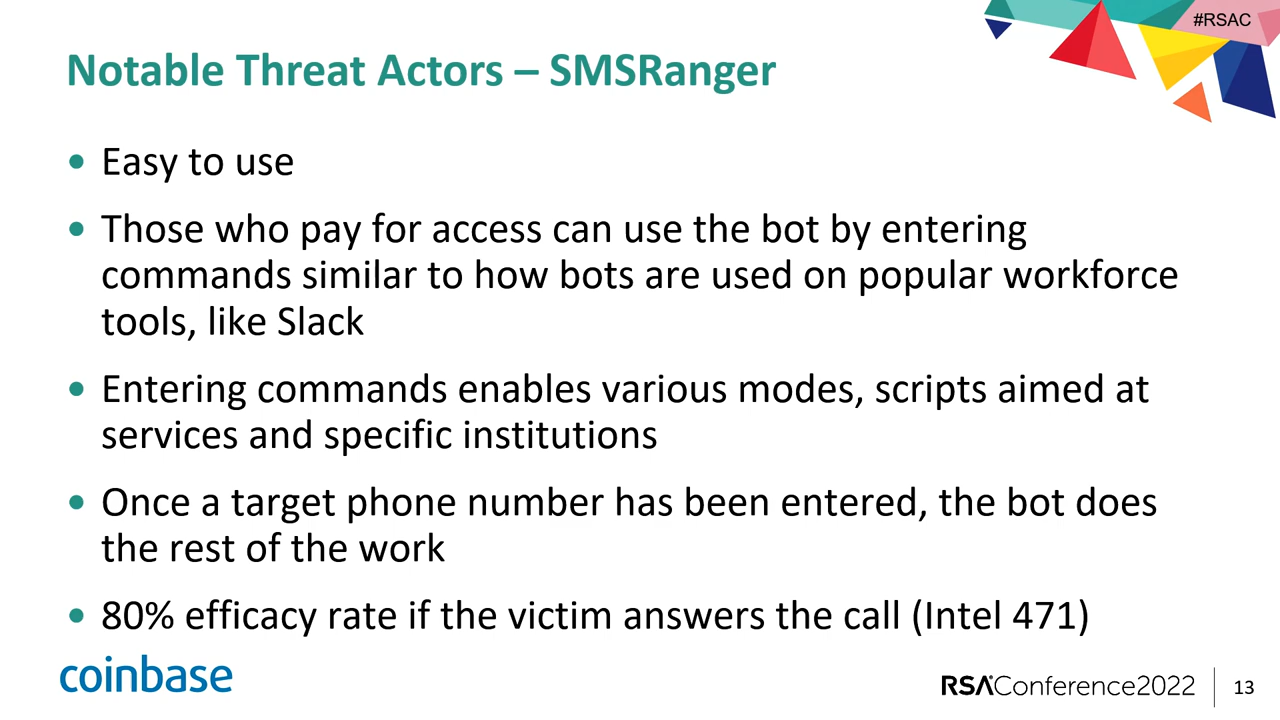 #RSAC
Notable Threat Actors – SMSRanger
• Easy to use
• Those who pay for access can use the bot by entering
commands similar to how bots are used on popular workforce
tools, like Slack
• Entering commands enables various modes, scripts aimed at
services and specific institutions
• Once a target phone number has been entered, the bot does
the rest of the work
• 80% efficacy rate if the victim answers the call (Intel 471)
coinbase
RSA Conference2022
13